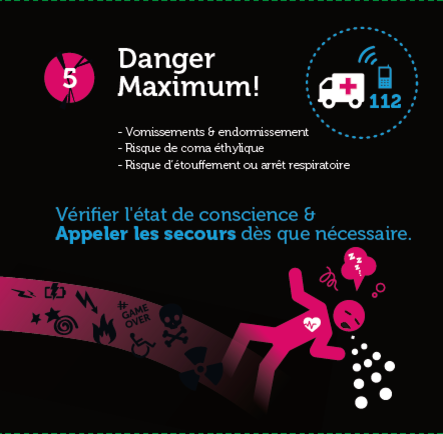 5
Danger
Maximum!
112
- Vomissements & endormissement
- Risque de coma éthylique
- Risque d'étouffement ou arrêt respiratoire
Vérifier l'état de conscience &
Appeler les secours dès que nécessaire.
z z z
#
GAME
OVER